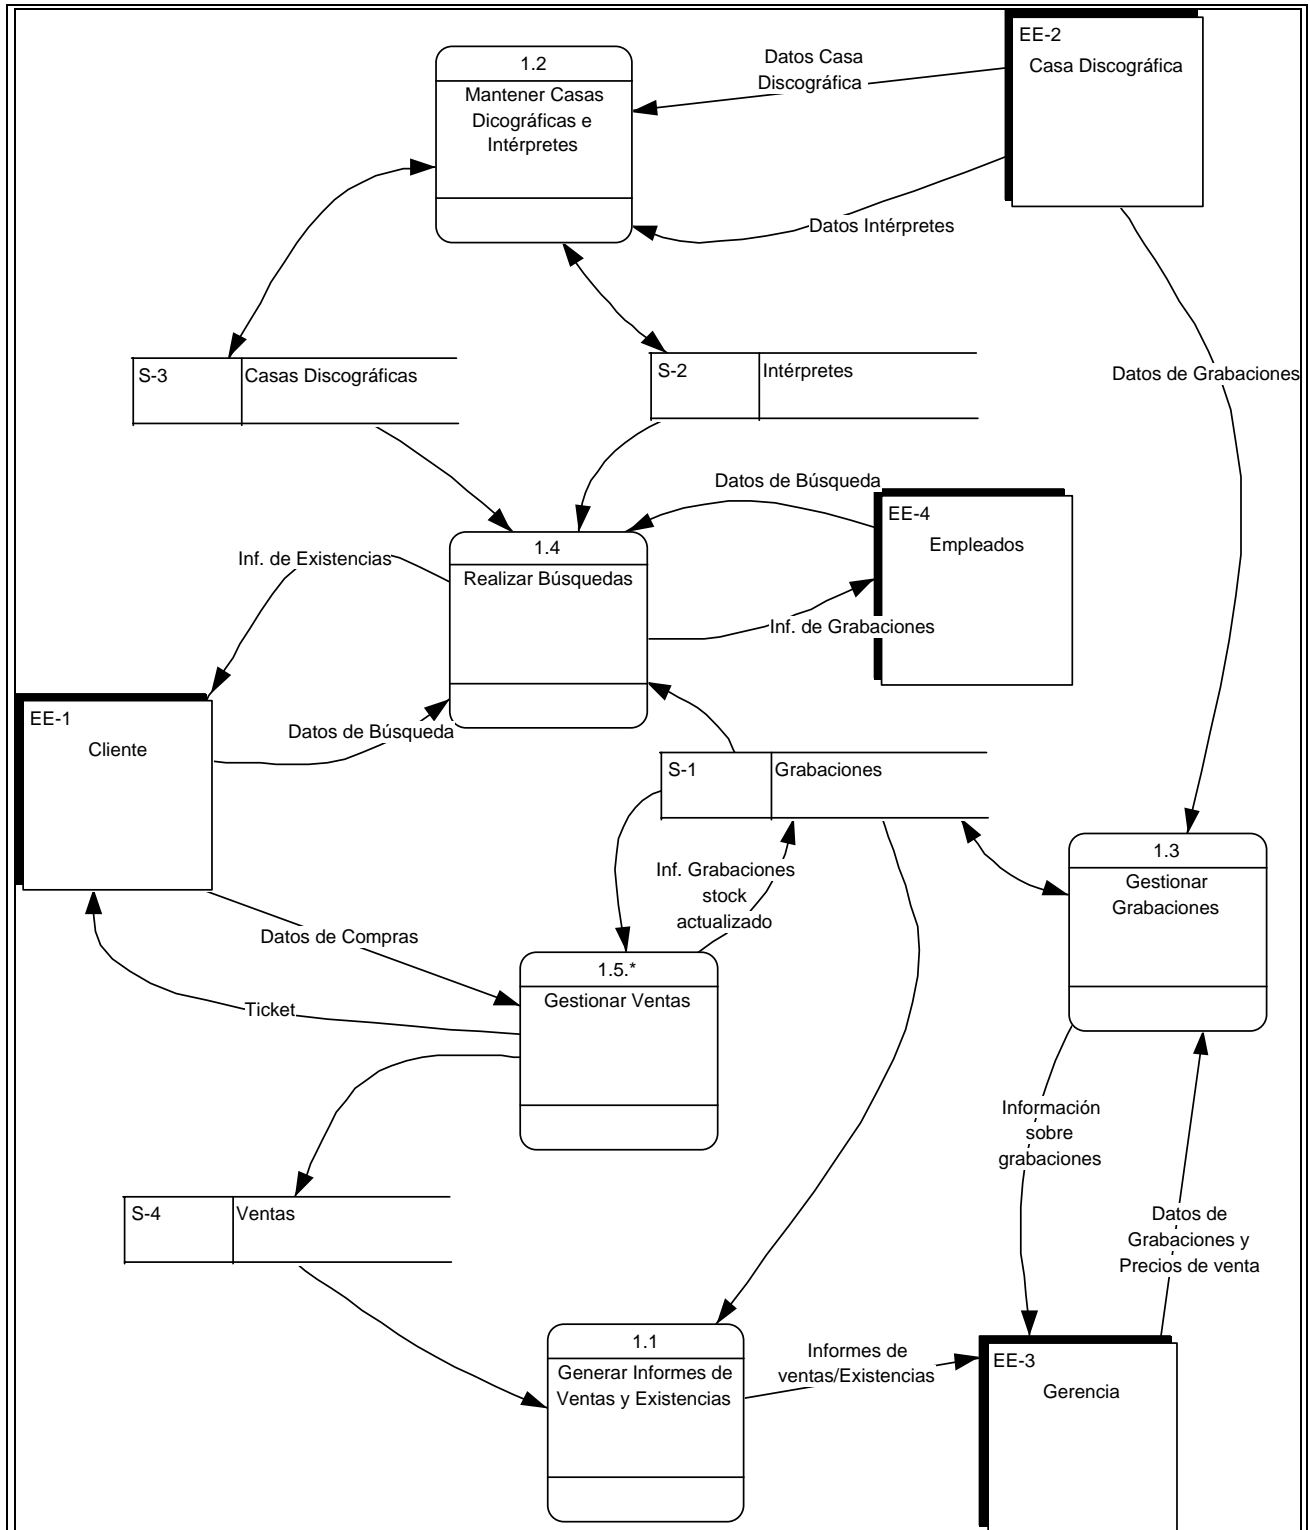 EE-2
Casa Discográfica
Datos Casa
Discográfica
1.2
Mantener Casas
Dicográficas e
Intérpretes
Datos Intérpretes
S-3
Casas Discográficas
S-2
Intérpretes
Datos de Grabaciones
Datos de Búsqueda
EE-4
Empleados
1.4
Realizar Búsquedas
Inf. de Existencias
Inf. de Grabaciones
EE-1
Cliente
Datos de Búsqueda
S-1
Grabaciones
1.3
Gestionar
Grabaciones
Inf. Grabaciones
stock
actualizado
Datos de Compras
1.5.*
Gestionar Ventas
Ticket
Información
sobre
grabaciones
S-4
Ventas
Datos de
Grabaciones y
Precios de venta
1.1
Generar Informes de
Ventas y Existencias
Informes de
ventas/Existencias
EE-3
Gerencia